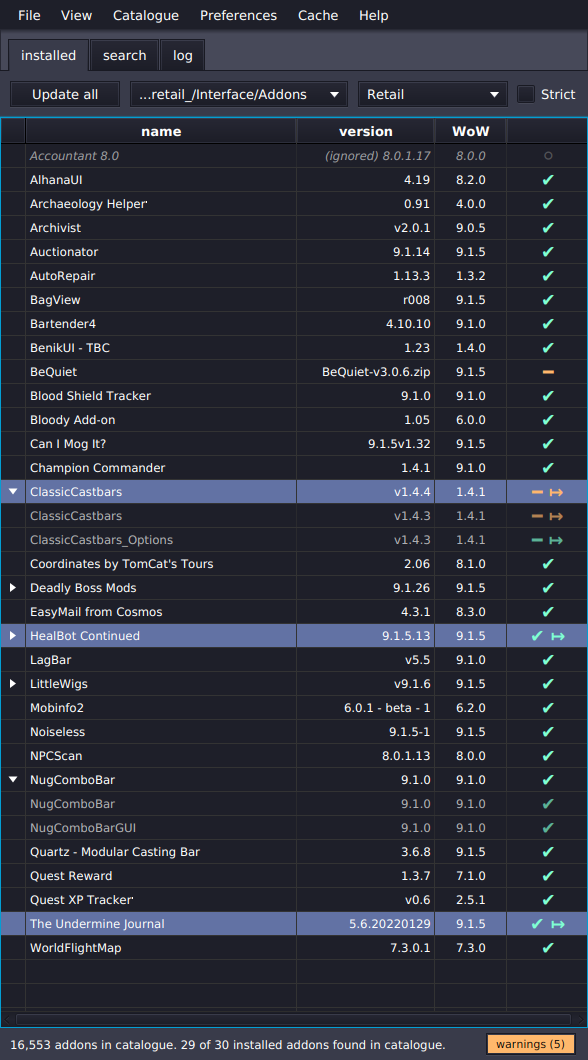 File View Catalogue Preferences Cache Help
installed search log
Update all ...retail_/Interface/Addons Retail Strict
name version WoW
Accountant 8.0 (ignored) 8.0.1.17 8.0.0
AlhanaUI 4.19 8.2.0 ✔
Archaeology Helper 0.91 4.0.0 ✔
Archivist v2.0.1 9.0.5 ✔
Auctionator 9.1.14 9.1.5 ✔
AutoRepair 1.13.3 1.3.2 ✔
BagView r008 9.1.5 ✔
Bartender4 4.10.10 9.1.0 ✔
BenikUI - TBC 1.23 1.4.0 ✔
BeQuiet BeQuiet-v3.0.6.zip 9.1.5
Blood Shield Tracker 9.1.0 9.1.0 ✔
Bloody Add-on 1.05 6.0.0 ✔
Can I Mog It? 9.1.5v1.32 9.1.5 ✔
Champion Commander 1.4.1 9.1.0 ✔
ClassicCastbars v1.4.4 1.4.1 ↦
ClassicCastbars v1.4.3 1.4.1 ↦
ClassicCastbars_Options v1.4.3 1.4.1 ↦
Coordinates by TomCat's Tours 2.06 8.1.0 ✔
Deadly Boss Mods 9.1.26 9.1.5 ✔
EasyMail from Cosmos 4.3.1 8.3.0 ✔
HealBot Continued 9.1.5.13 9.1.5 ✔ ↦
LagBar v5.5 9.1.0 ✔
LittleWigs v9.1.6 9.1.5 ✔
Mobinfo2 6.0.1 - beta - 1 6.2.0 ✔
Noiseless 9.1.5-1 9.1.5 ✔
NPCScan 8.0.1.13 8.0.0 ✔
NugComboBar 9.1.0 9.1.0 ✔
NugComboBar 9.1.0 9.1.0 ✔
NugComboBarGUI 9.1.0 9.1.0 ✔
Quartz - Modular Casting Bar 3.6.8 9.1.5 ✔
Quest Reward 1.3.7 7.1.0 ✔
Quest XP Tracker v0.6 2.5.1 ✔
The Undermine Journal 5.6.20220129 9.1.5 ✔ ↦
WorldFlightMap 7.3.0.1 7.3.0 ✔
16,553 addons in catalogue. 29 of 30 installed addons found in catalogue. warnings (5)